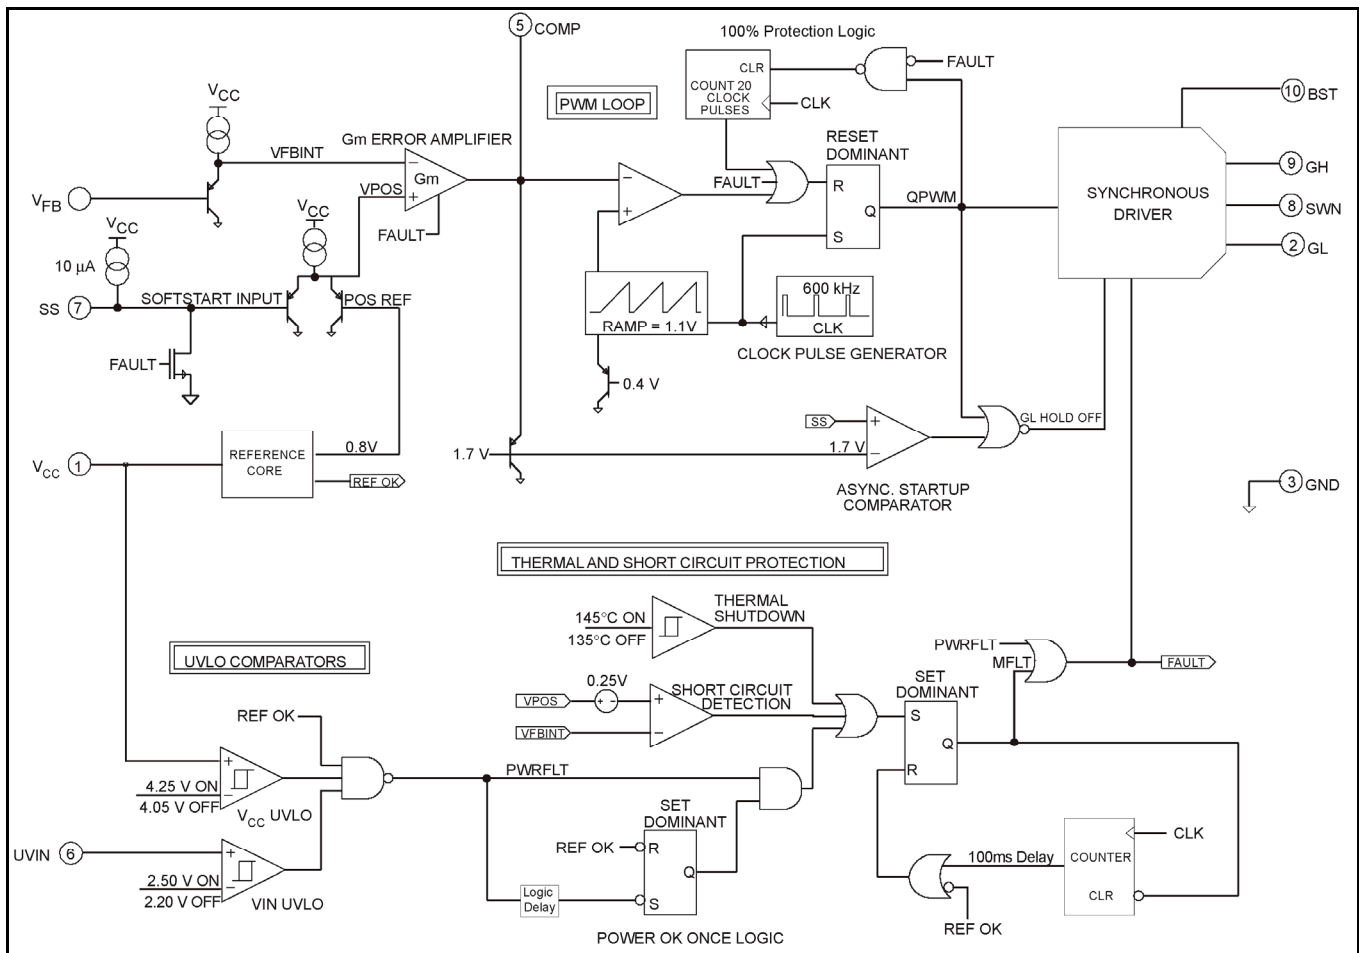 5 COMP
100% Protection Logic
CLR
COUNT 20
CLOCK
PULSES
CLK
FAULT
PWM LOOP
10 BST
VCC
Gm ERROR AMPLIFIER
VFBINT
VPOS
Gm
−
+
FAULT
VFB
VCC
10 µA
VCC
SS 7
SOFTSTART INPUT
POS REF
FAULT
−
+
FAULT
RESET
DOMINANT
R
Q
S
QPWM
SYNCHRONOUS
DRIVER
9 GH
8 SWN
2 GL
RAMP = 1.1V
600 kHz
CLK
CLOCK PULSE GENERATOR
0.4 V
SS
+
1.7 V
−
GL HOLD OFF
1.7 V
ASYNC. STARTUP
COMPARATOR
3 GND
VCC 1
REFERENCE
CORE
0.8V
REF OK
THERMAL AND SHORT CIRCUIT PROTECTION
145°C ON
135°C OFF
THERMAL
SHUTDOWN
UVLO COMPARATORS
VPOS
0.25V
+ −
+
−
VFBINT
SHORT CIRCUIT
DETECTION
SET
DOMINANT
S
Q
R
PWRFLT
MFLT
FAULT
REF OK
+
−
4.25 V ON
4.05 V OFF
VCC UVLO
PWRFLT
UVIN 6
+
−
2.50 V ON
2.20 V OFF
VIN UVLO
SET
DOMINANT
REF OK
R
Q
S
Logic
Delay
POWER OK ONCE LOGIC
100ms Delay
COUNTER
CLR
CLK
REF OK